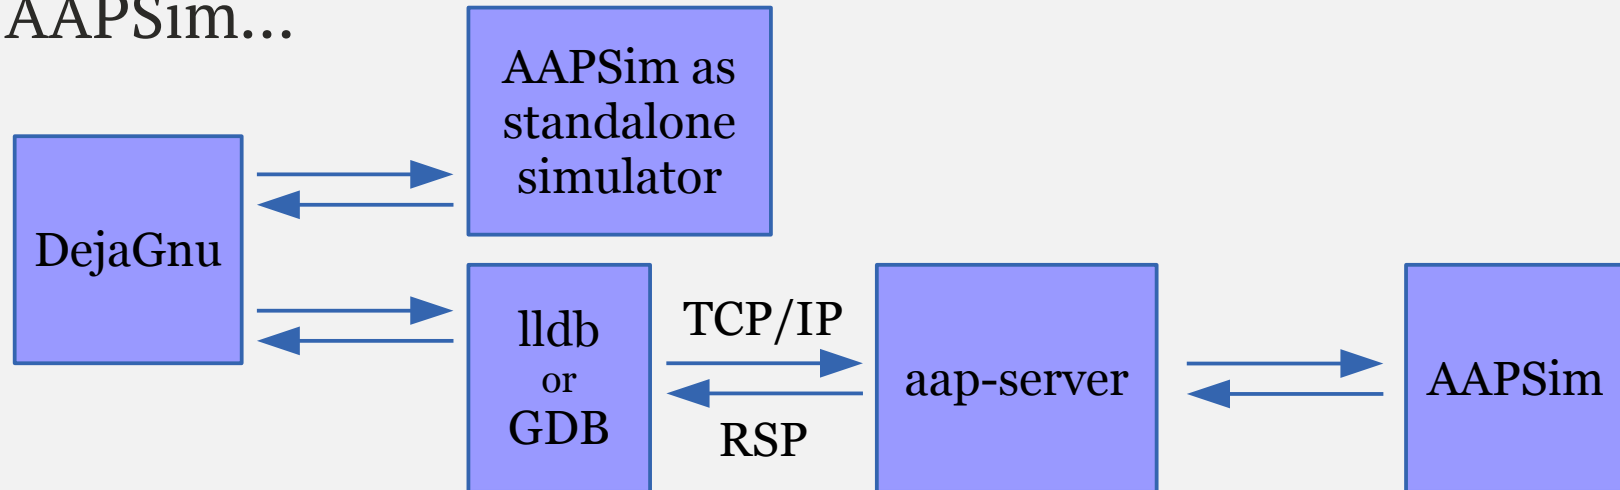 AAPSim...
AAPSim as
standalone
simulator
DejaGnu
lldb
or
GDB
TCP/IP
RSP
aap-server
AAPSim